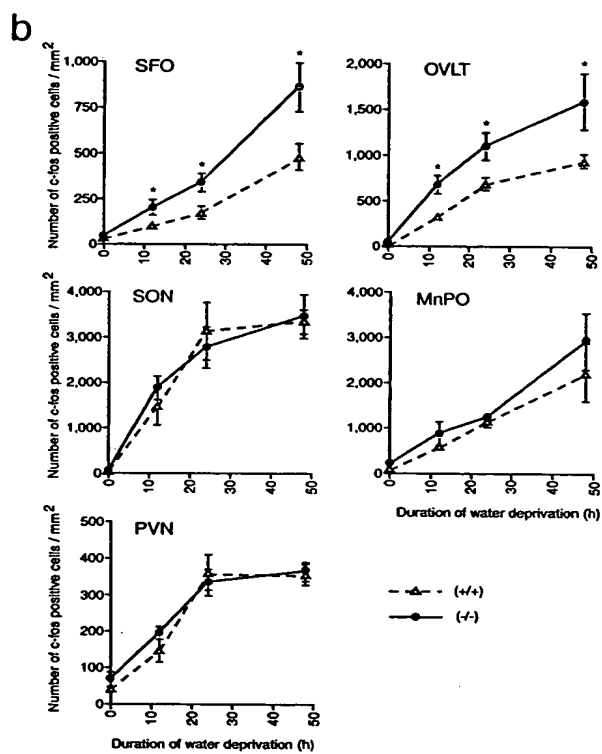 b
SFO
Number of c-fos positive cells / mm²
1,000
750
500
250
0
* * *
0 10 20 30 40 50
OVLT
2,000
1,500
1,000
500
0
* * *
0 10 20 30 40 50
SON
Number of c-fos positive cells / mm²
4,000
3,000
2,000
1,000
0
0 10 20 30 40 50
MnPO
4,000
3,000
2,000
1,000
0
0 10 20 30 40 50
Duration of water deprivation (h)
PVN
Number of c-fos positive cells / mm²
500
400
300
200
100
0
0 10 20 30 40 50
Duration of water deprivation (h)
(+/+)
(-/-)